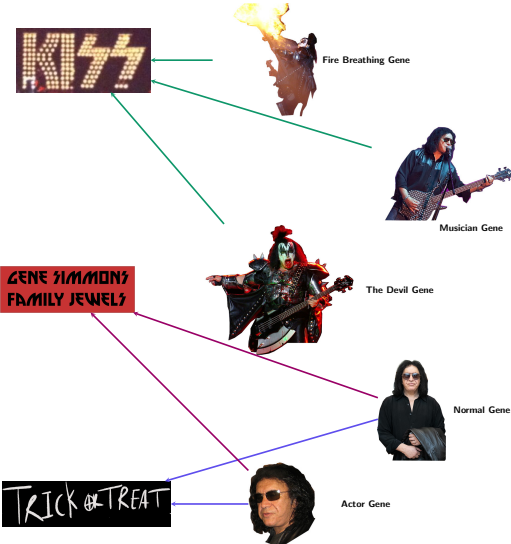 KISS
Fire Breathing Gene
Musician Gene
GENE SIMMONS
FAMILY JEWELS
The Devil Gene
Normal Gene
TRICK OR TREAT
Actor Gene